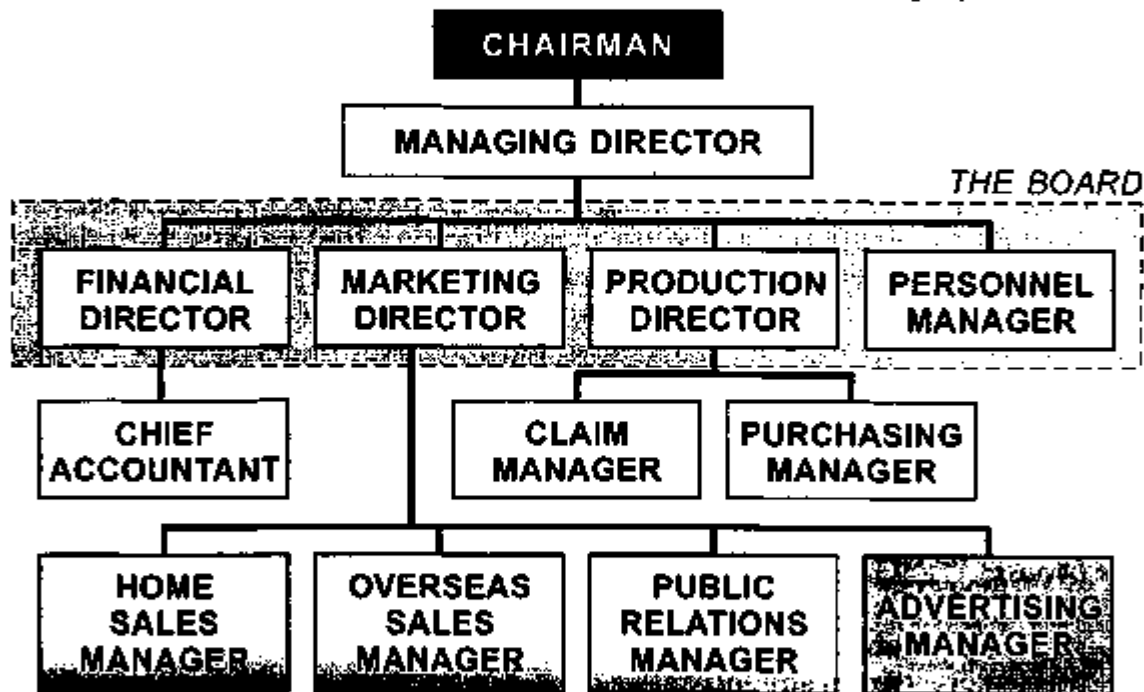 CHAIRMAN
MANAGING DIRECTOR
THE BOARD
FINANCIAL
DIRECTOR
MARKETING
DIRECTOR
PRODUCTION
DIRECTOR
PERSONNEL
MANAGER
CHIEF
ACCOUNTANT
CLAIM
MANAGER
PURCHASING
MANAGER
HOME
SALES
MANAGER
OVERSEAS
SALES
MANAGER
PUBLIC
RELATIONS
MANAGER
ADVERTISING
MANAGER